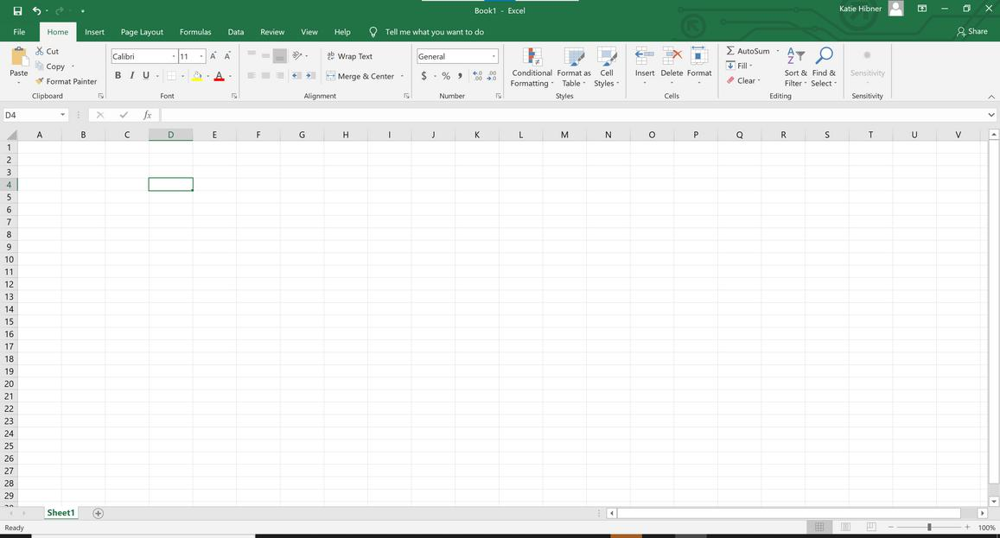 Book1 - Excel
Katie Hibner
File Home Insert Page Layout Formulas Data Review View Help Tell me what you want to do Share
Paste
Cut
Copy
Format Painter
Clipboard
Calibri 11
B I U A
Font
Wrap Text
Merge & Center
Alignment
General
$ % ,
Number
Conditional Formatting
Format as Table
Cell Styles
Styles
Insert Delete Format
Cells
AutoSum
Fill
Clear
Sort & Filter
Find & Select
Editing
Sensitivity
Sensitivity
D4 fx
A B C D E F G H I J K L M N O P Q R S T U V
1
2
3
4
5
6
7
8
9
10
11
12
13
14
15
16
17
18
19
20
21
22
23
24
25
26
27
28
29
Sheet1
Ready 100%